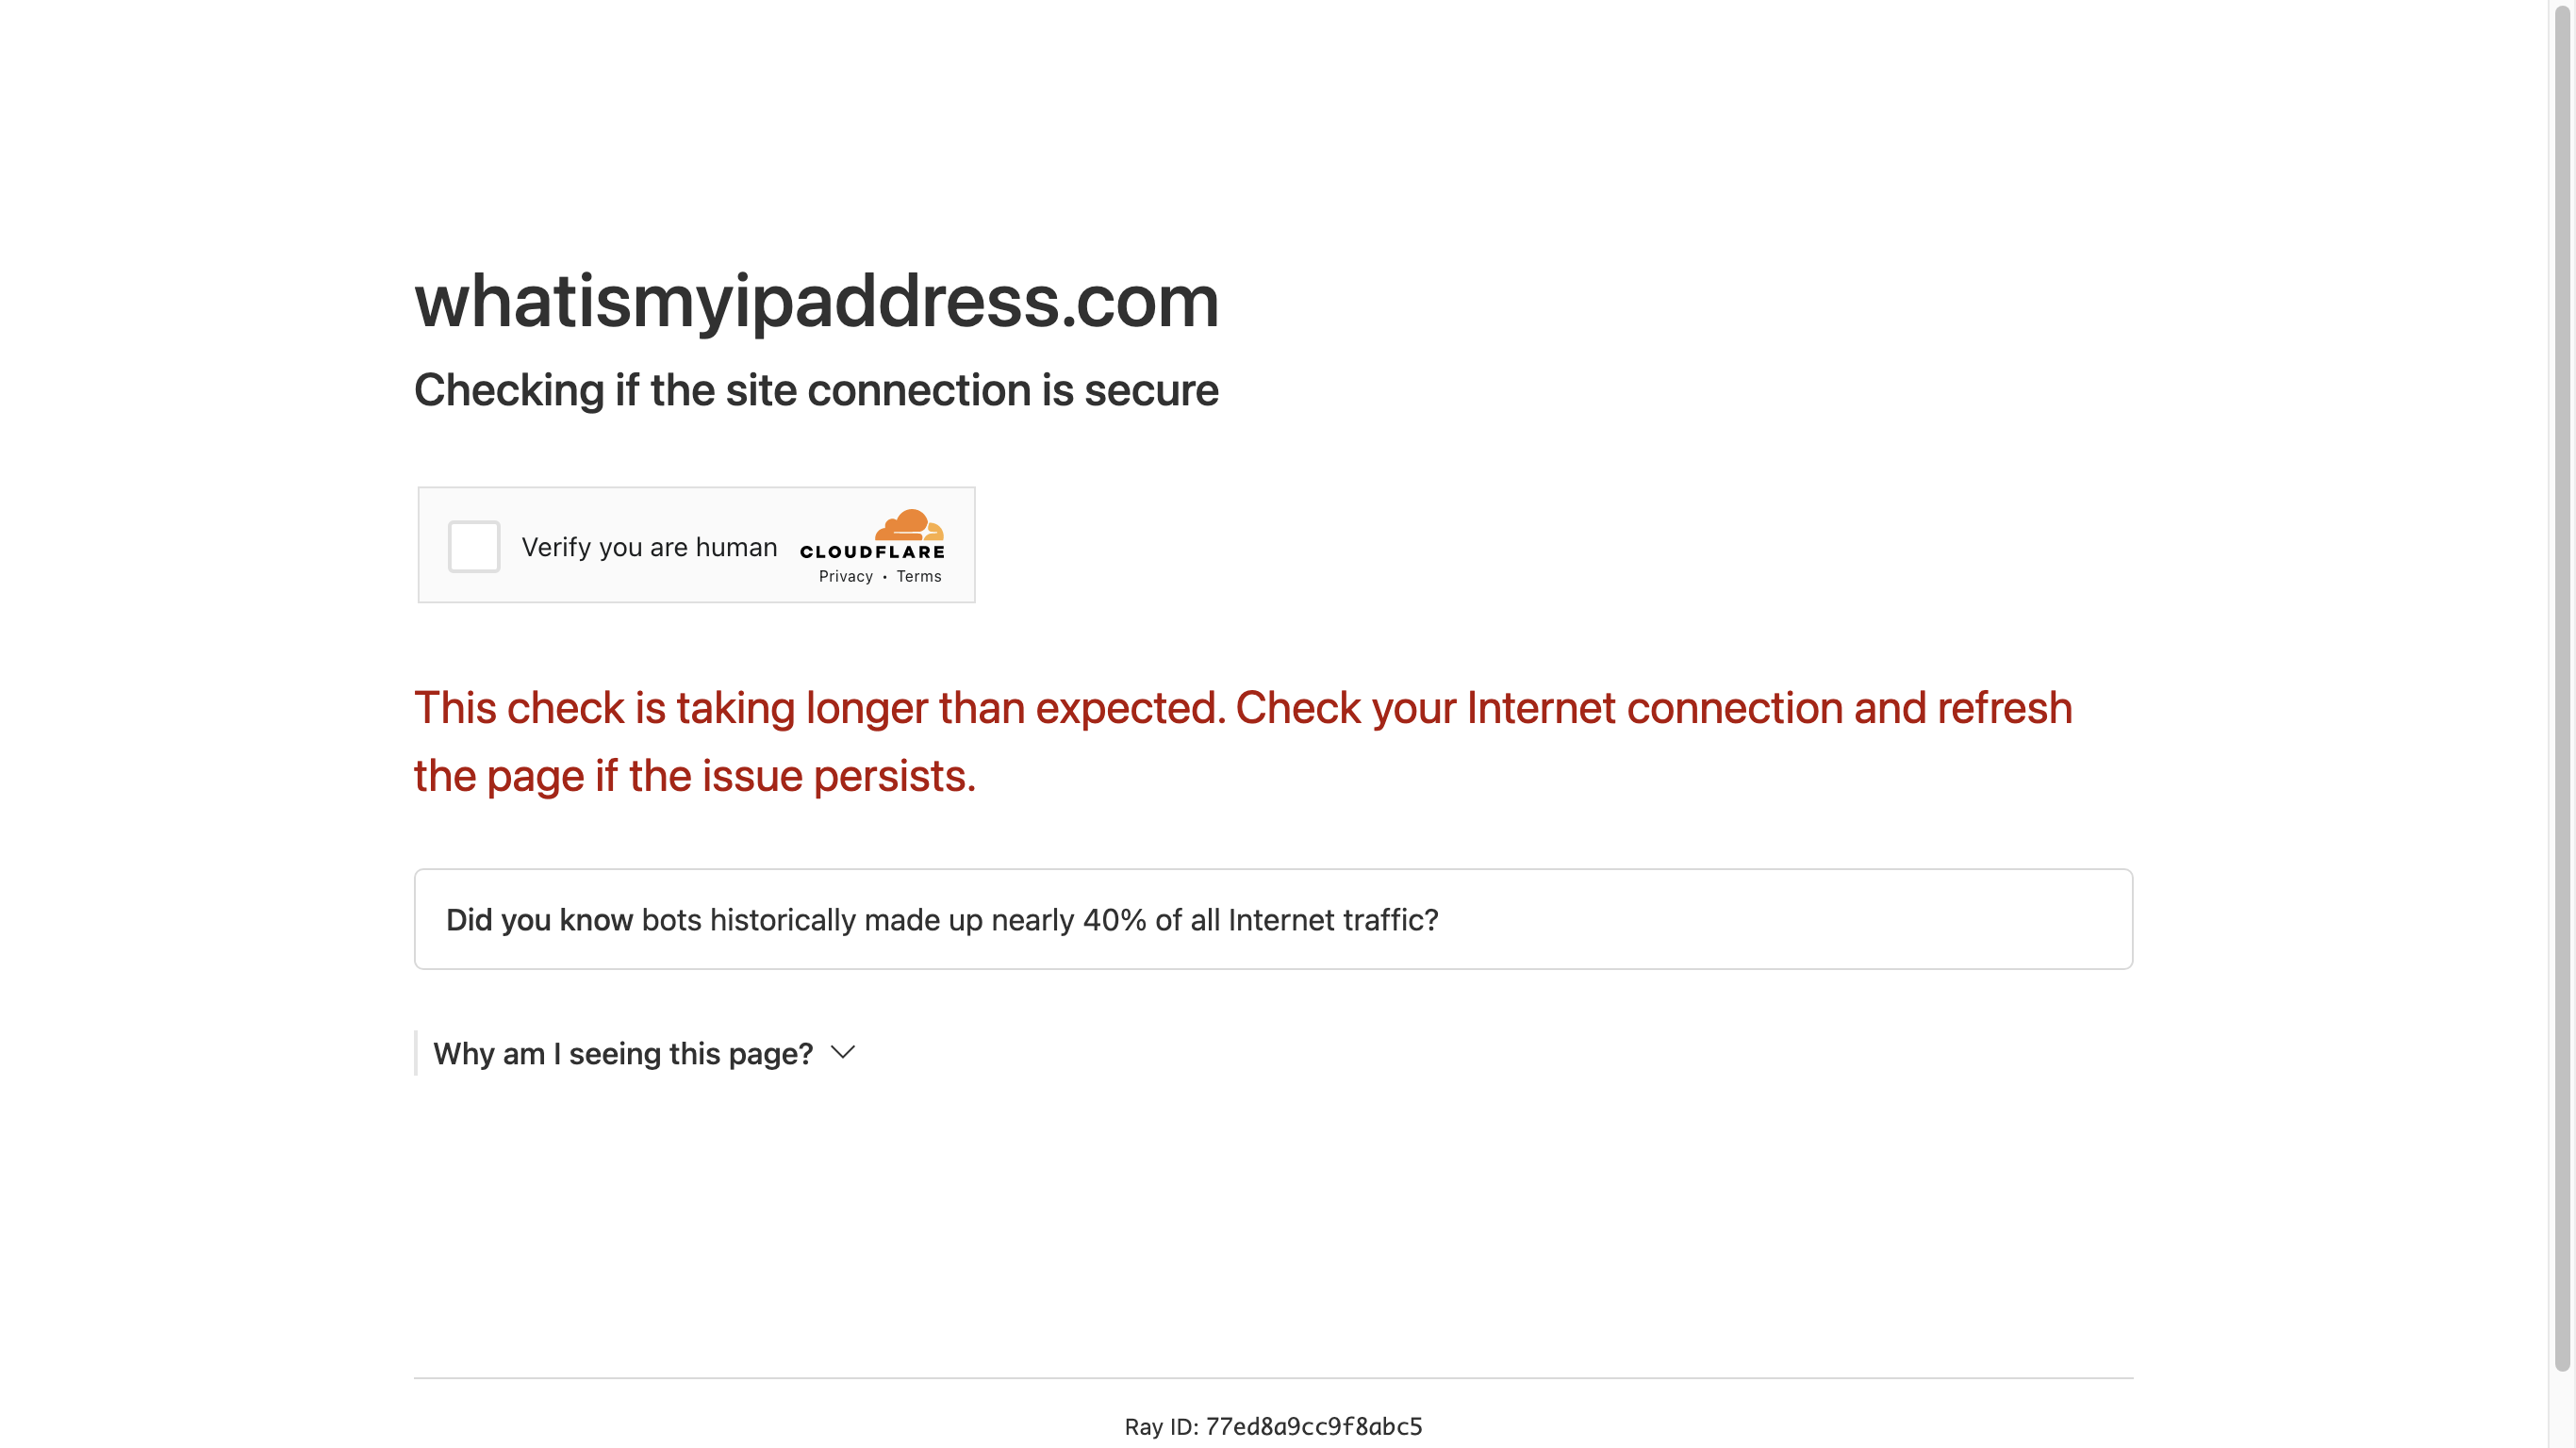 whatismyipaddress.com
Checking if the site connection is secure
Verify you are human
CLOUDFLARE
Privacy • Terms
This check is taking longer than expected. Check your Internet connection and refresh
the page if the issue persists.
Did you know bots historically made up nearly 40% of all Internet traffic?
Why am I seeing this page?
Ray ID: 77ed8a9cc9f8abc5